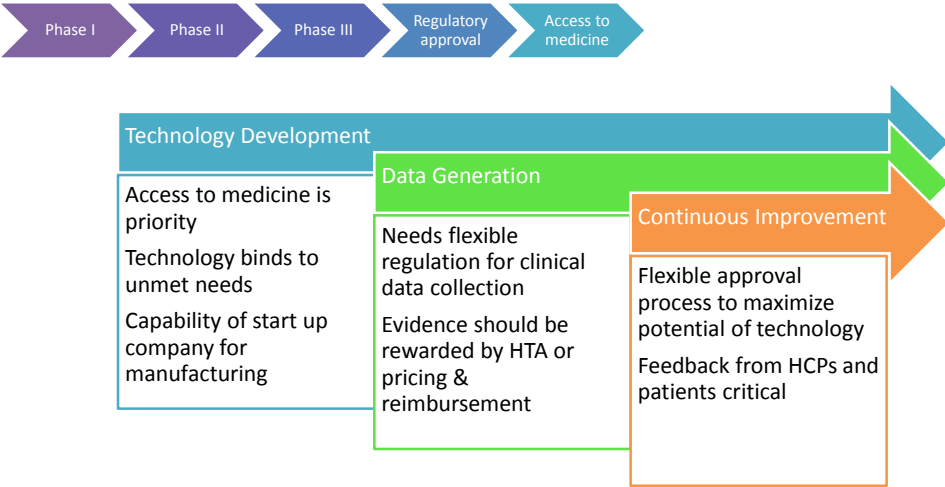 Phase I
Phase II
Phase III
Regulatory
approval
Access to
medicine
Technology Development
Access to medicine is
priority
Technology binds to
unmet needs
Capability of start up
company for
manufacturing
Data Generation
Needs flexible
regulation for clinical
data collection
Evidence should be
rewarded by HTA or
pricing &
reimbursement
Continuous Improvement
Flexible approval
process to maximize
potential of technology
Feedback from HCPs and
patients critical